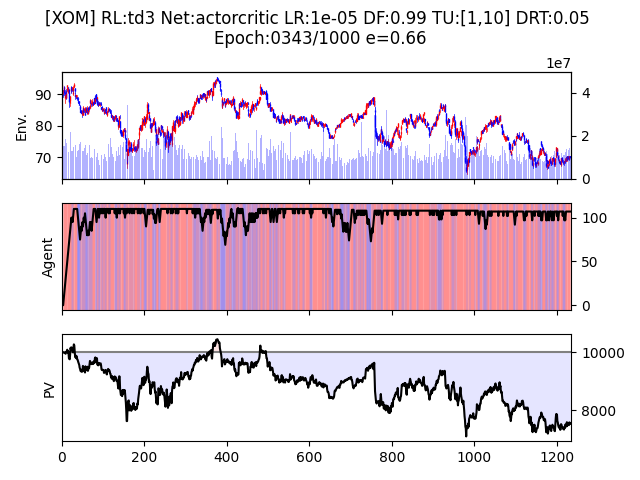 [XOM] RL:td3 Net:actorcritic LR:1e-05 DF:0.99 TU:[1,10] DRT:0.05
Epoch:0343/1000 e=0.66
1e7
90
80
70
Env.
4
2
0
Agent
100
50
0
PV
10000
8000
0 200 400 600 800 1000 1200